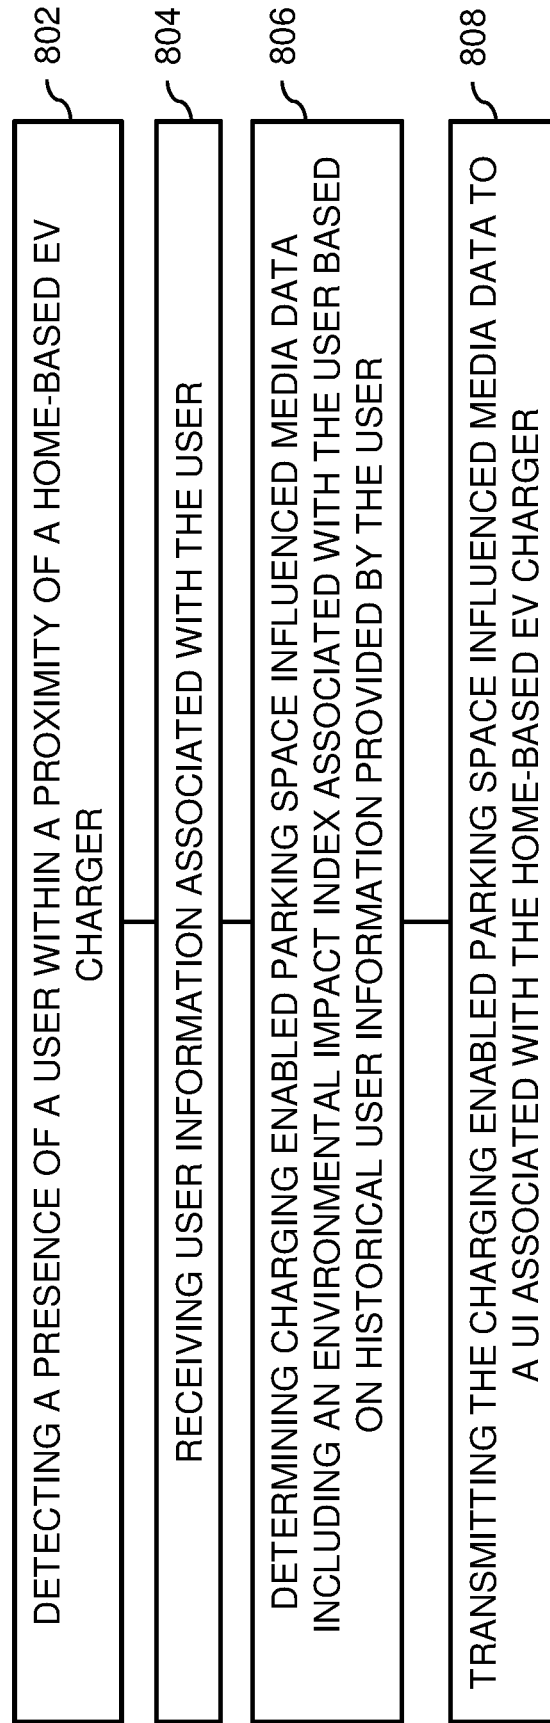 DETECTING A PRESENCE OF A USER WITHIN A PROXIMITY OF A HOME-BASED EV
CHARGER
802
RECEIVING USER INFORMATION ASSOCIATED WITH THE USER
804
DETERMINING CHARGING ENABLED PARKING SPACE INFLUENCED MEDIA DATA
INCLUDING AN ENVIRONMENTAL IMPACT INDEX ASSOCIATED WITH THE USER BASED
ON HISTORICAL USER INFORMATION PROVIDED BY THE USER
806
TRANSMITTING THE CHARGING ENABLED PARKING SPACE INFLUENCED MEDIA DATA TO
A UI ASSOCIATED WITH THE HOME-BASED EV CHARGER
808